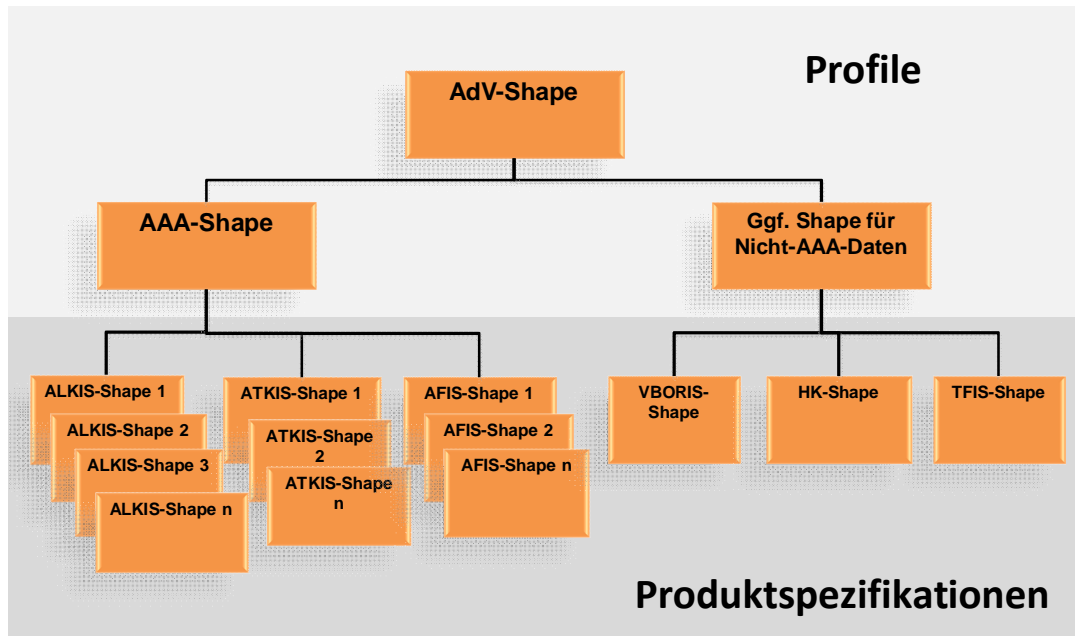 Profile
AdV-Shape
AAA-Shape
Ggf. Shape für
Nicht-AAA-Daten
ALKIS-Shape 1
ALKIS-Shape 2
ALKIS-Shape 3
ALKIS-Shape n
ATKIS-Shape 1
ATKIS-Shape
2
ATKIS-Shape
n
AFIS-Shape 1
AFIS-Shape 2
AFIS-Shape n
VBORIS-
Shape
HK-Shape
TFIS-Shape
Produktspezifikationen